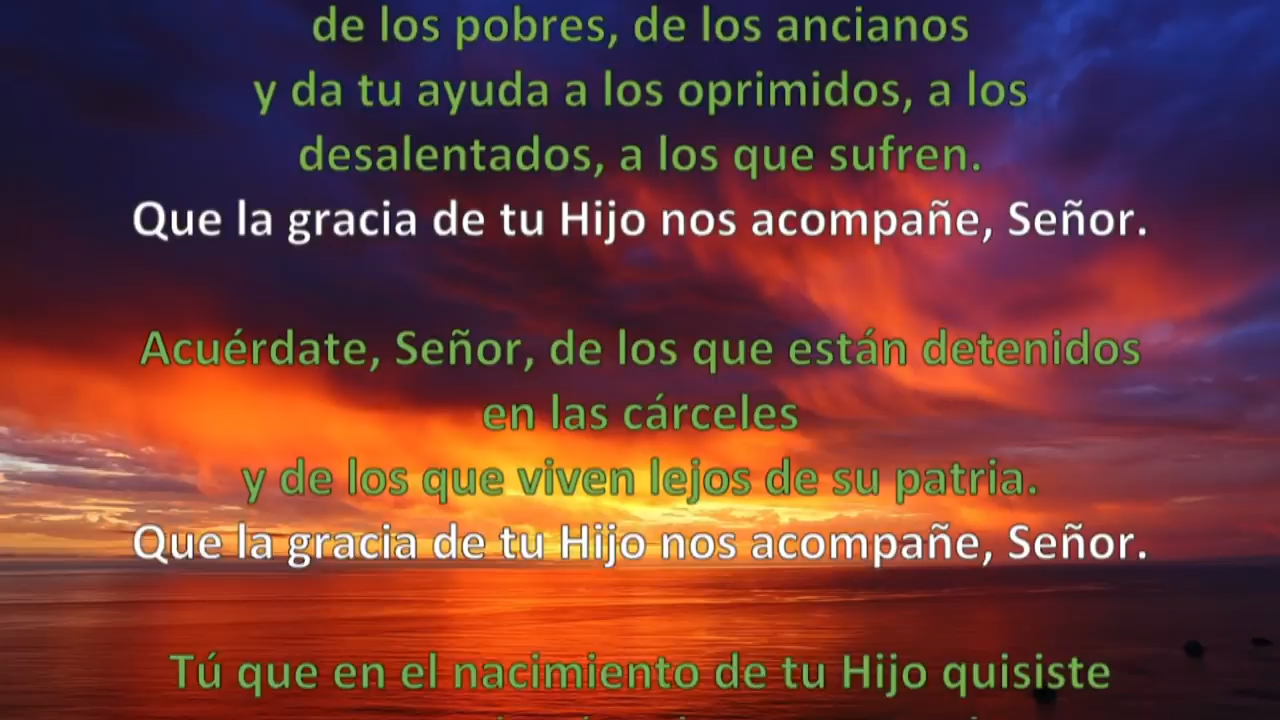 de los pobres, de los ancianos
y da tu ayuda a los oprimidos, a los
desalentados, a los que sufren.
Que la gracia de tu Hijo nos acompañe, Señor.
Acuérdate, Señor, de los que están detenidos
en las cárceles
y de los que viven lejos de su patria.
Que la gracia de tu Hijo nos acompañe, Señor.
Tú que en el nacimiento de tu Hijo quisiste